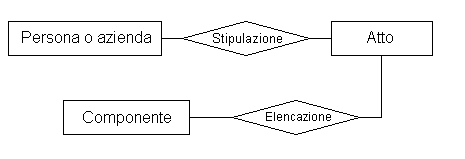 Persona o azienda
Stipulazione
Atto
Componente
Elencazione